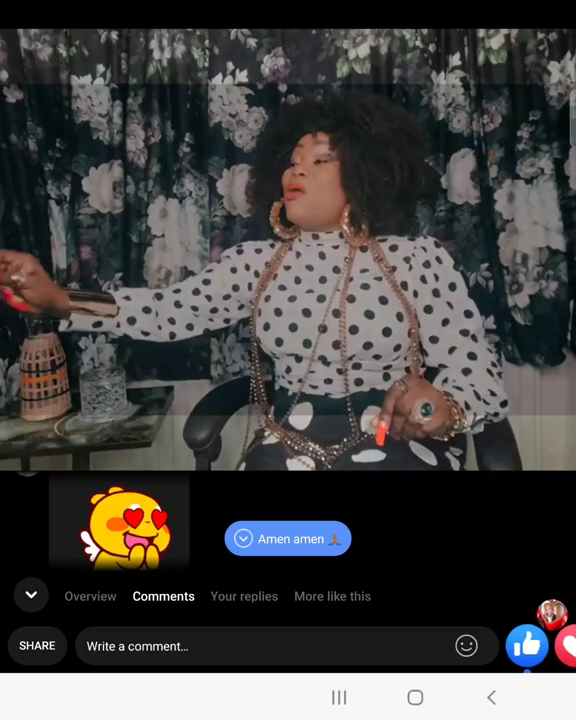 Amen amen 🙏🏾
Overview Comments Your replies More like this
SHARE Write a comment...